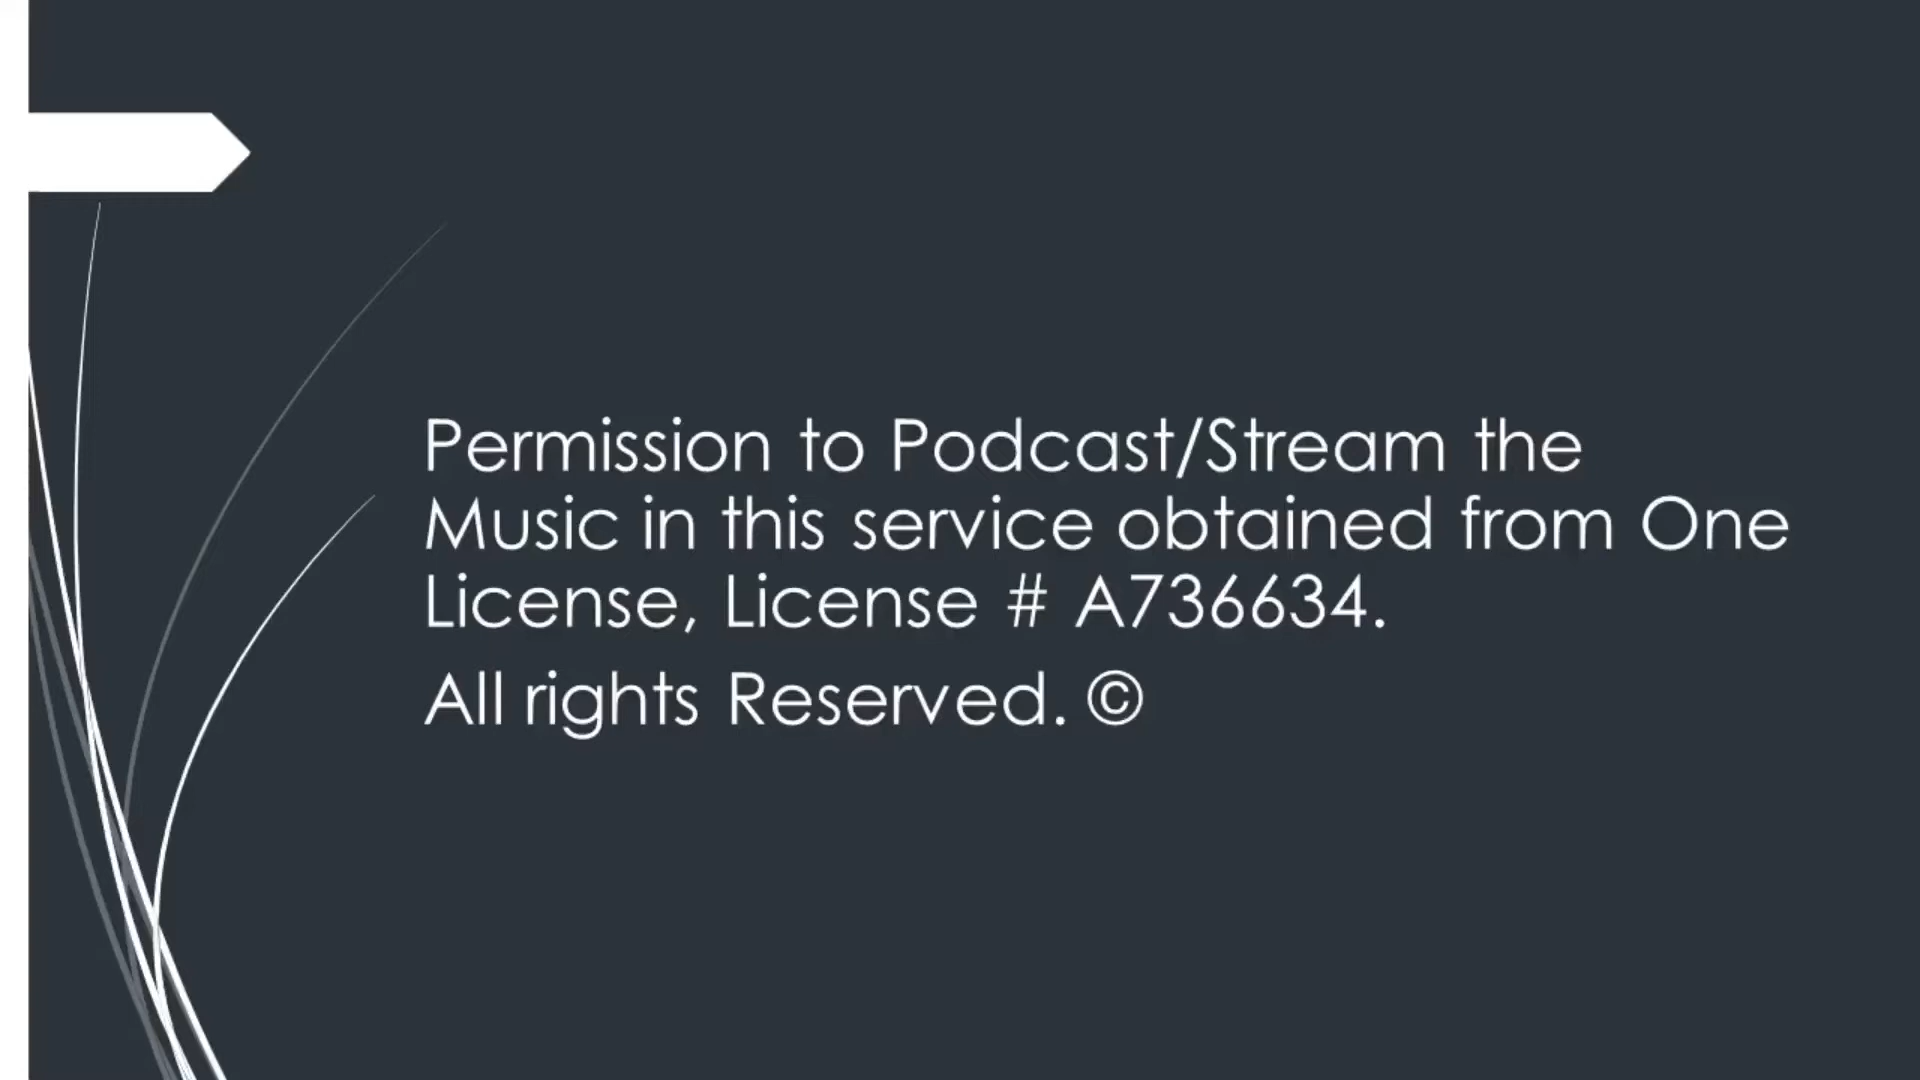 Permission to Podcast/Stream the
Music in this service obtained from One
License, License # A736634.
All rights Reserved. ©